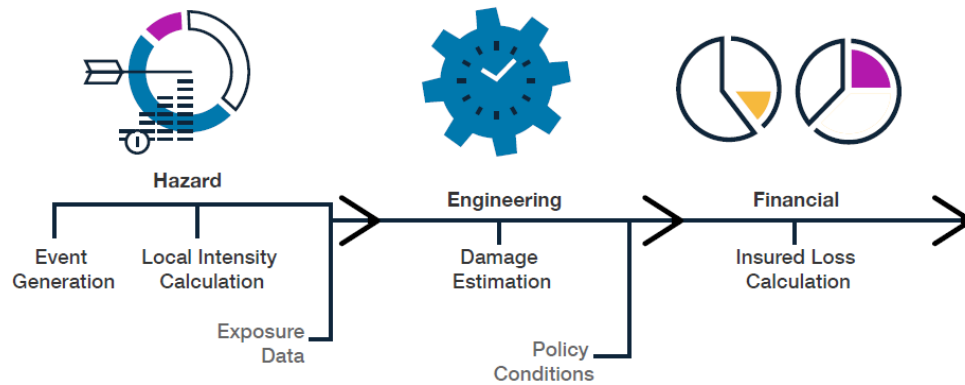 Hazard
Event
Generation
Local Intensity
Calculation
Exposure
Data
Engineering
Damage
Estimation
Policy
Conditions
Financial
Insured Loss
Calculation